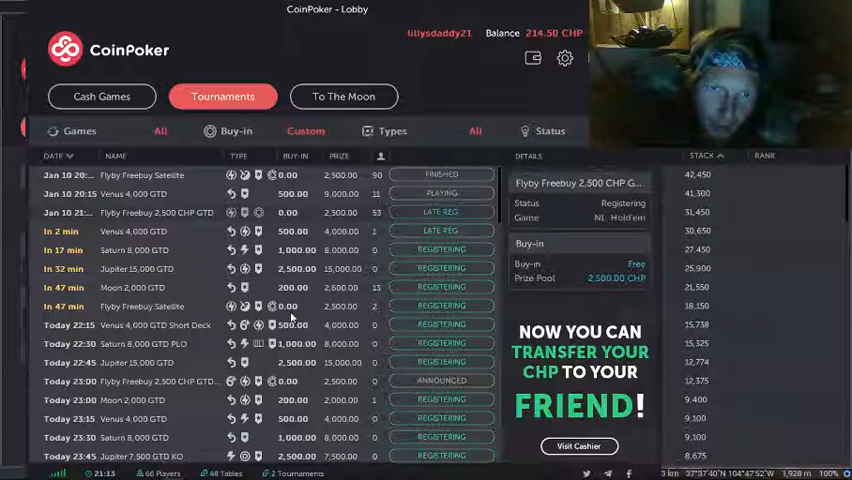 CoinPoker - Lobby
lillysdaddy21 Balance 214.50 CHP
CoinPoker
Cash Games Tournaments To The Moon
Games All Buy-in Custom Types All Status
DATE NAME TYPE BUY-IN PRIZE DETAILS STACK RANK
Jan 10 20:... Flyby Freebuy Satellite 0.00 2,500.00 90 FINISHED
Jan 10 20:15 Venus 4,000 GTD 500.00 9,000.00 11 PLAYING
Jan 10 21:... Flyby Freebuy 2,500 CHP GTD 0.00 2,500.00 53 LATE REG
In 2 min Venus 4,000 GTD 500.00 4,000.00 1 LATE REG
In 17 min Saturn 8,000 GTD 1,000.00 8,000.00 0 REGISTERING
In 32 min Jupiter 15,000 GTD 2,500.00 15,000.00 0 REGISTERING
In 47 min Moon 2,000 GTD 200.00 2,600.00 13 REGISTERING
In 47 min Flyby Freebuy Satellite 0.00 2,500.00 2 REGISTERING
Today 22:15 Venus 4,000 GTD Short Deck 500.00 4,000.00 0 REGISTERING
Today 22:30 Saturn 8,000 GTD PLO 1,000.00 8,000.00 0 REGISTERING
Today 22:45 Jupiter 15,000 GTD 2,500.00 15,000.00 0 REGISTERING
Today 23:00 Flyby Freebuy 2,500 CHP GTD... 0.00 2,500.00 0 ANNOUNCED
Today 23:00 Moon 2,000 GTD 200.00 2,000.00 1 REGISTERING
Today 23:15 Venus 4,000 GTD 500.00 4,000.00 0 REGISTERING
Today 23:30 Saturn 8,000 GTD 1,000.00 8,000.00 0 REGISTERING
Today 23:45 Jupiter 7,500 GTD KO 2,500.00 15,000.00 0 REGISTERING
Flyby Freebuy 2,500 CHP G...
Status Registering
Game NL Hold'em
Buy-in
Buy-in Free
Prize Pool 2,500.00 CHP
NOW YOU CAN
TRANSFER YOUR
CHP TO YOUR
FRIEND!
Visit Cashier
42,450
41,300
31,450
30,650
27,450
25,900
21,550
18,150
15,738
15,325
12,774
12,375
9,400
9,100
9,100
8,675
21:13 66 Players 48 Tables 2 Tournaments 3 km 37°37'40"N 104°47'52"W 1,928 m 100%